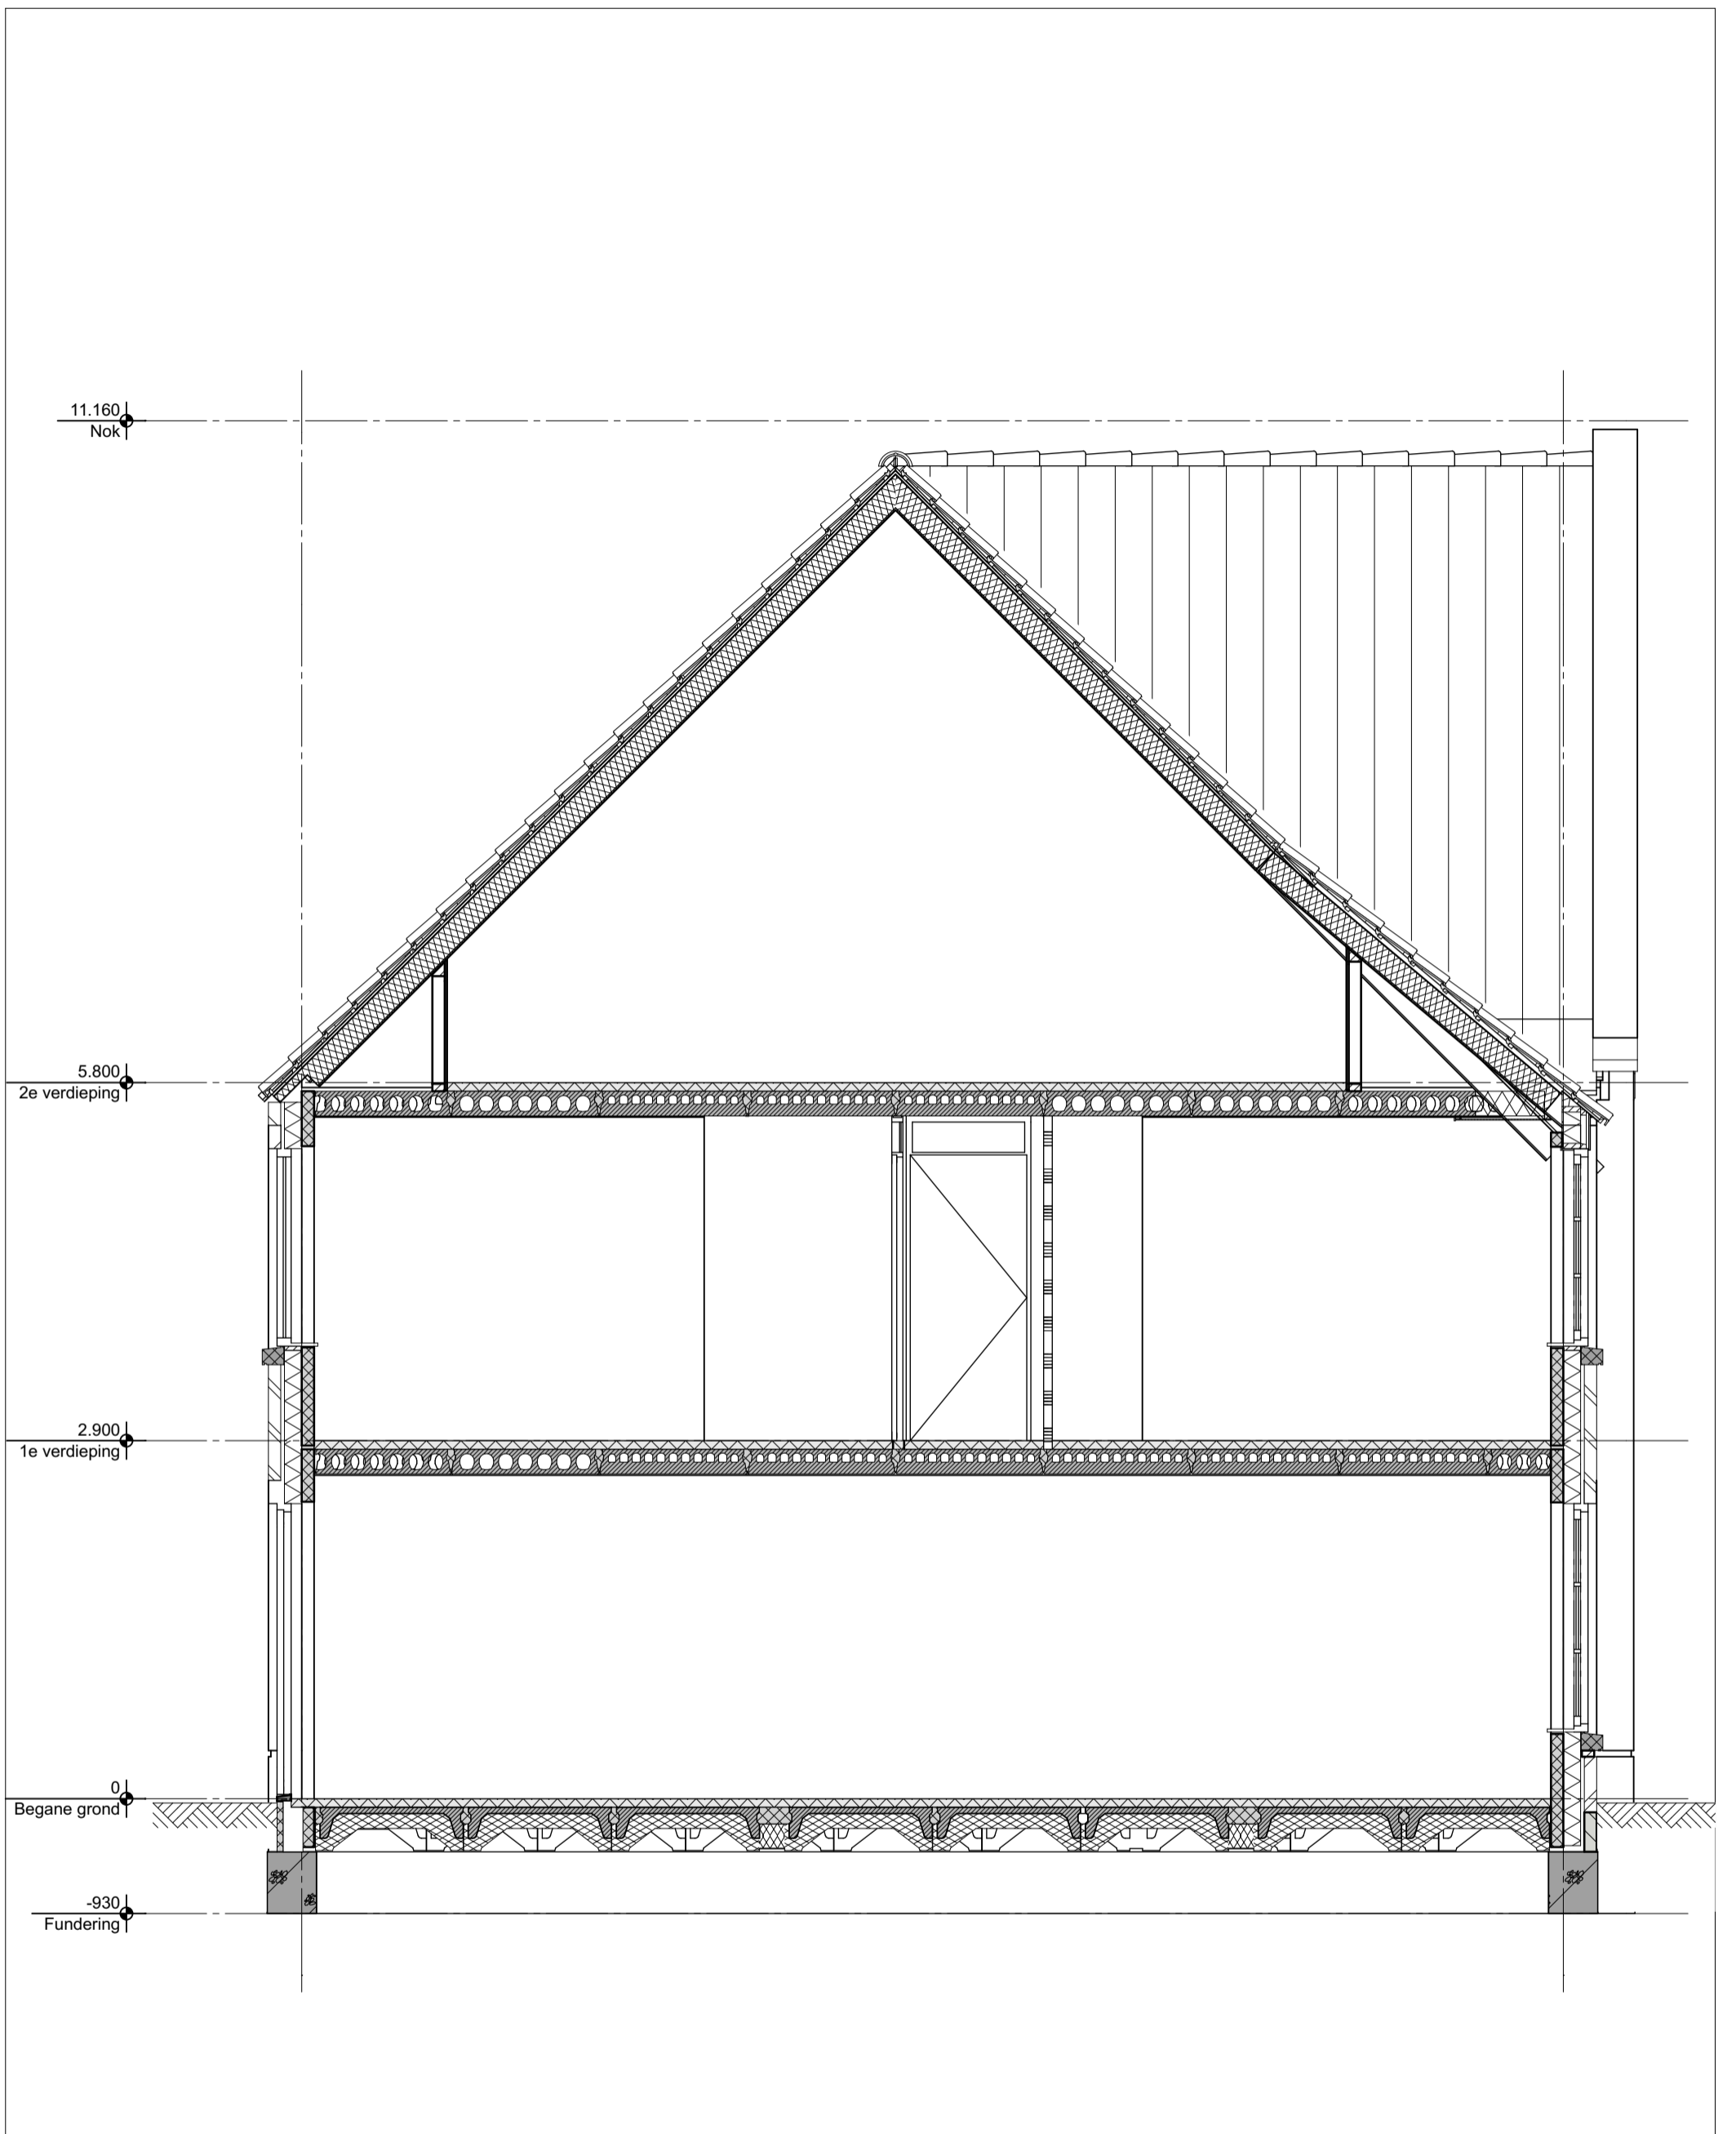 11.160
Nok
5.800
2e verdieping
2.900
1e verdieping
0
Begane grond
-930
Fundering